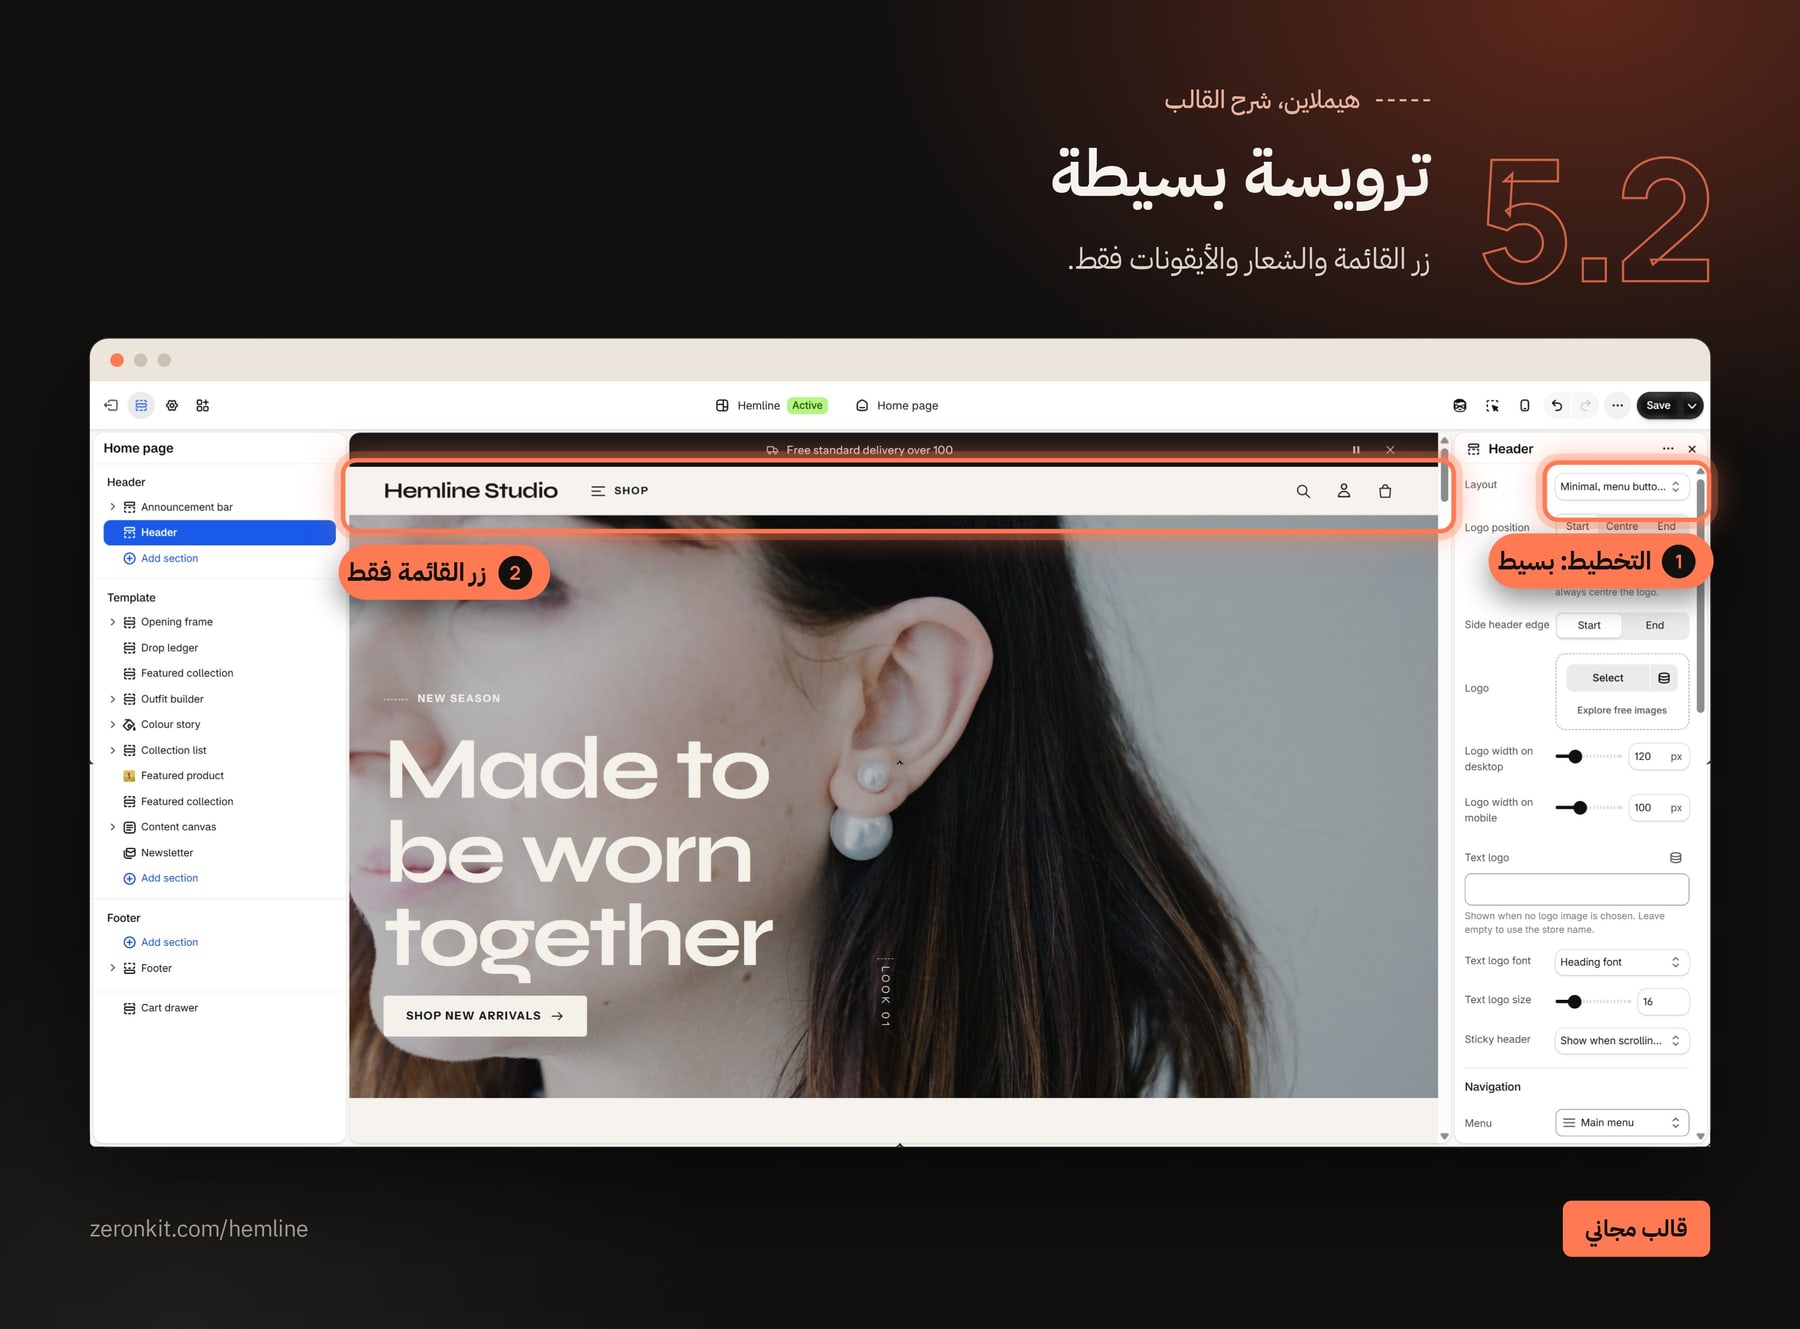 هيملاين، شرح القالب
ترويسة بسيطة
5.2
زر القائمة والشعار والأيقونات فقط.
Hemline
Active
Home page
Save
Home page
Header
Announcement bar
Header
Add section
Template
Opening frame
Drop ledger
Featured collection
Outfit builder
Colour story
Collection list
Featured product
Featured collection
Content canvas
Newsletter
Add section
Footer
Add section
Footer
Cart drawer
Free standard delivery over 100
Hemline Studio
SHOP
2 زر القائمة فقط
NEW SEASON
Made to
be worn
together
SHOP NEW ARRIVALS
LOOK 01
Header
Layout
Minimal, menu butto...
Logo position
Start
Centre
End
1 التخطيط: بسيط
always centre the logo.
Side header edge
Start
End
Logo
Select
Explore free images
Logo width on
desktop
120 px
Logo width on
mobile
100 px
Text logo
Shown when no logo image is chosen. Leave
empty to use the store name.
Text logo font
Heading font
Text logo size
16
Sticky header
Show when scrollin...
Navigation
Menu
Main menu
zeronkit.com/hemline
قالب مجاني